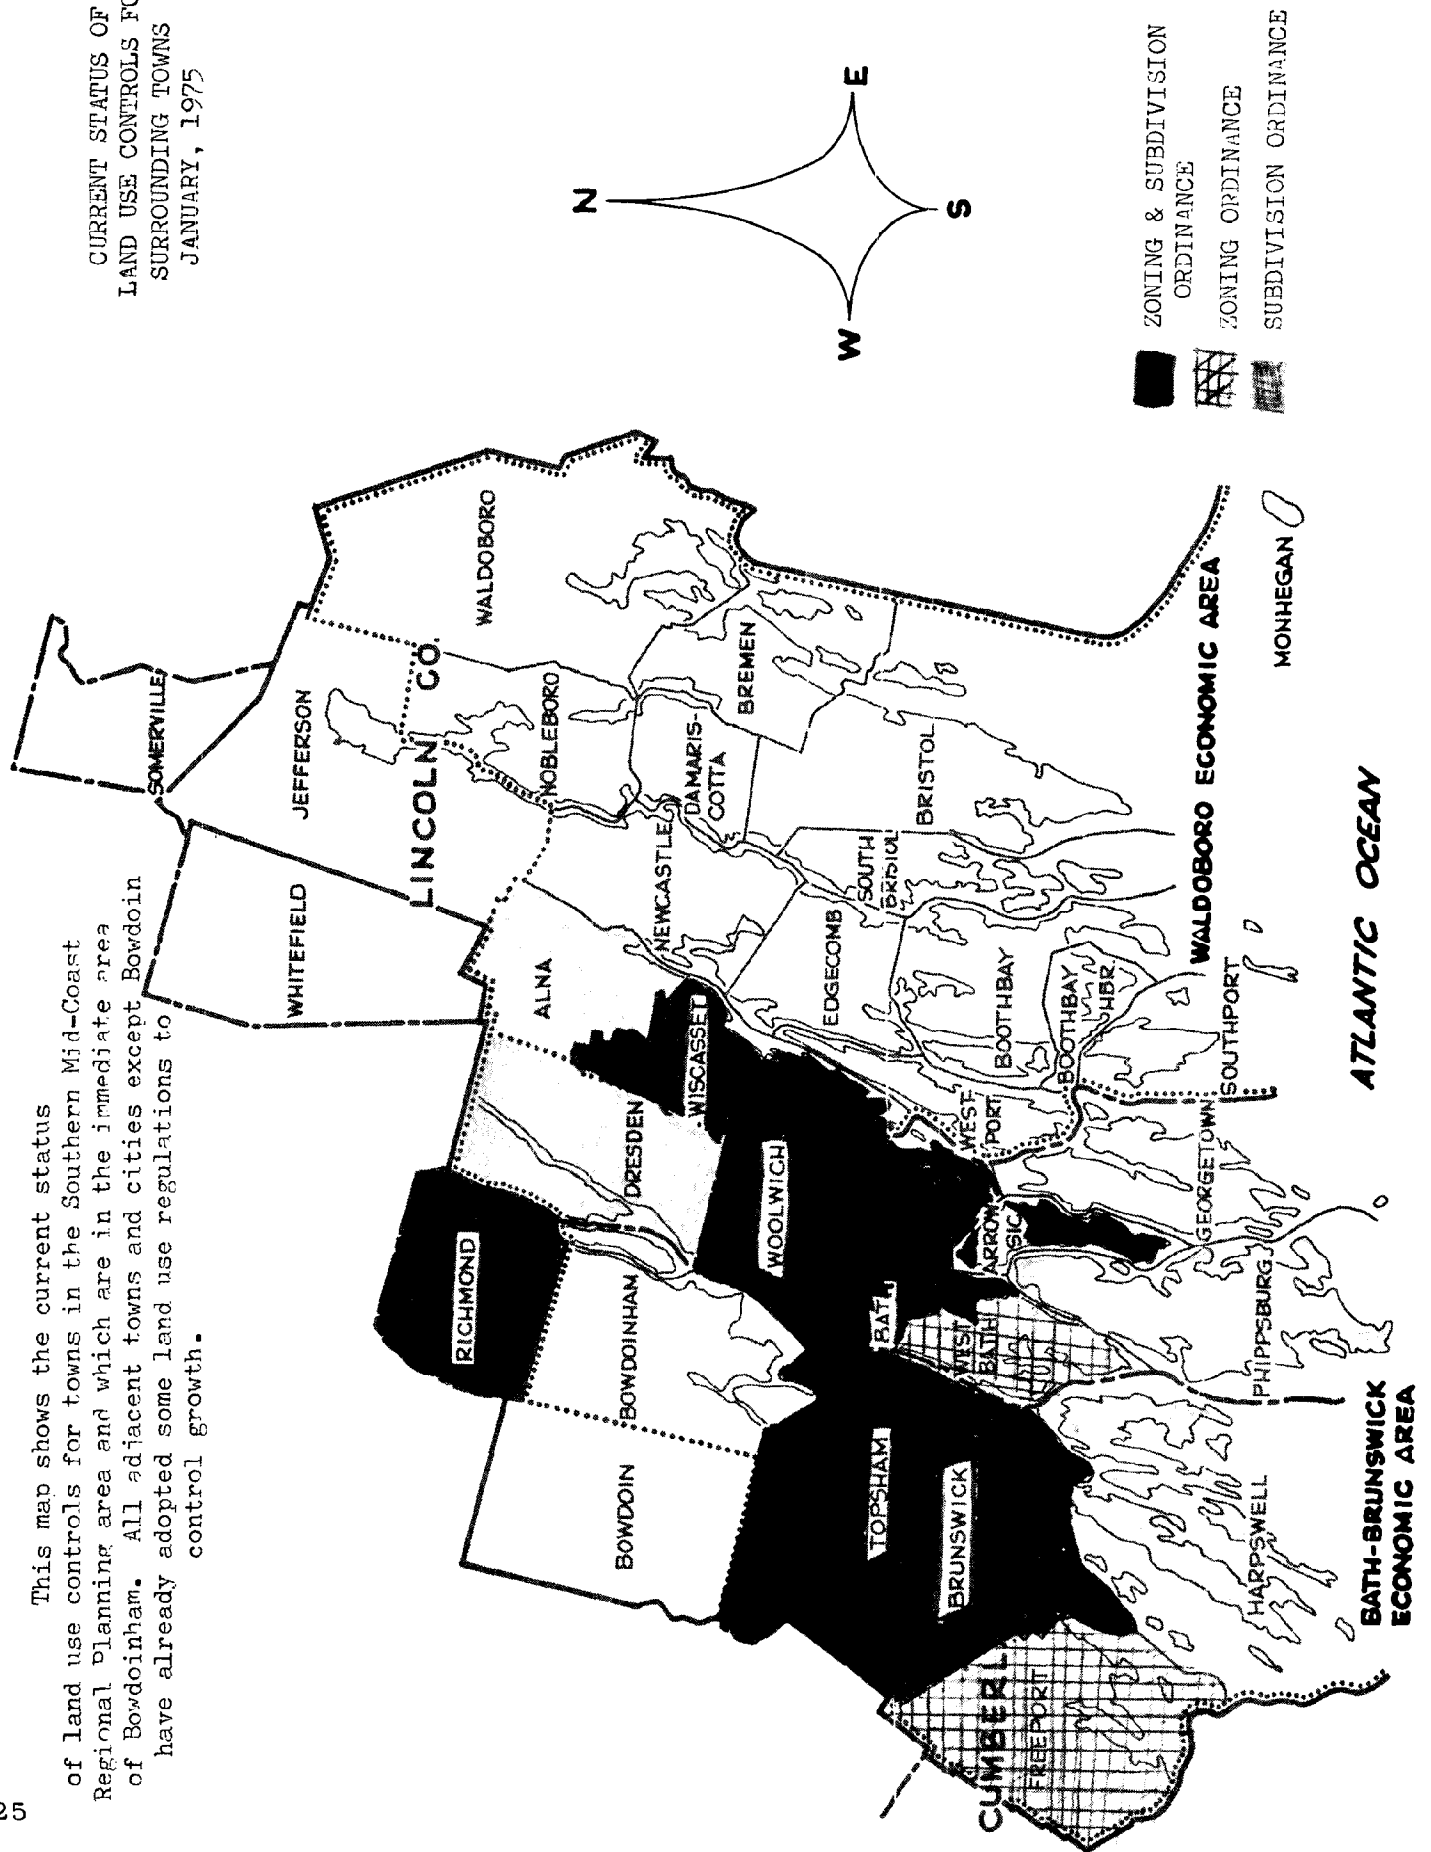 25
This map shows the current status
of land use controls for towns in the Southern Mid-Coast
Regional Planning area and which are in the immediate area
of Bowdoinham. All adjacent towns and cities except Bowdoin
have already adopted some land use regulations to
control growth.
CURRENT STATUS OF
LAND USE CONTROLS FO
SURROUNDING TOWNS
JANUARY, 1975
N
W
E
S
ZONING & SUBDIVISION
ORDINANCE
ZONING ORDINANCE
SUBDIVISION ORDINANCE
SOMERVILLE
JEFFERSON
WHITEFIELD
LINCOLN CO.
WALDOBORO
NOBLEBORO
ALNA
NEWCASTLE
DAMARIS-
COTTA
BREMEN
RICHMOND
DRESDEN
WISCASSET
BOWDOINHAM
BOWDOIN
WOOLWICH
EDGECOMB
SOUTH
BRISTOL
BRISTOL
TOPSHAM
BATH
BRUNSWICK
WEST
BATH
ARROW
SIC
WEST
PORT
BOOTHBAY
BOOTHBAY
HBR.
CUMBERL
FREEPORT
HARPSWELL
PHIPPSBURG
GEORGETOWN
SOUTHPORT
WALDOBORO ECONOMIC AREA
MONHEGAN
BATH-BRUNSWICK
ECONOMIC AREA
ATLANTIC OCEAN